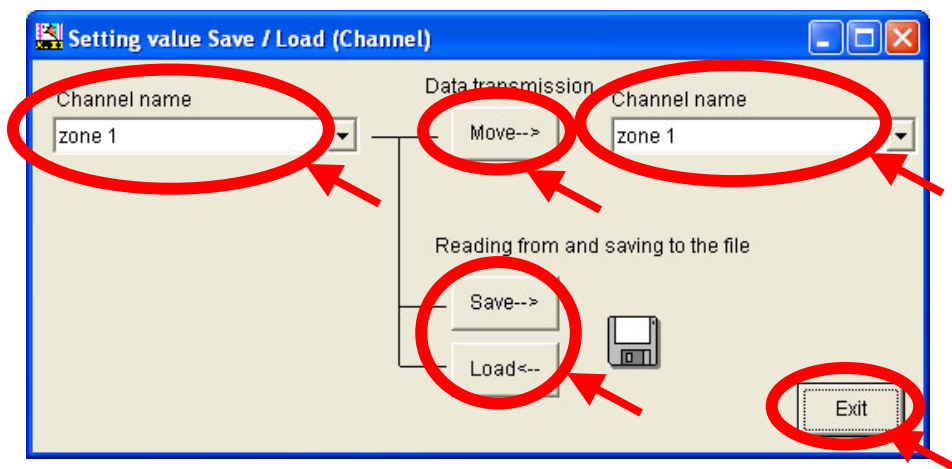 Setting value Save / Load (Channel)
Channel name
zone 1
Data transmission
Move-->
Channel name
zone 1
Reading from and saving to the file
Save-->
Load<--
Exit